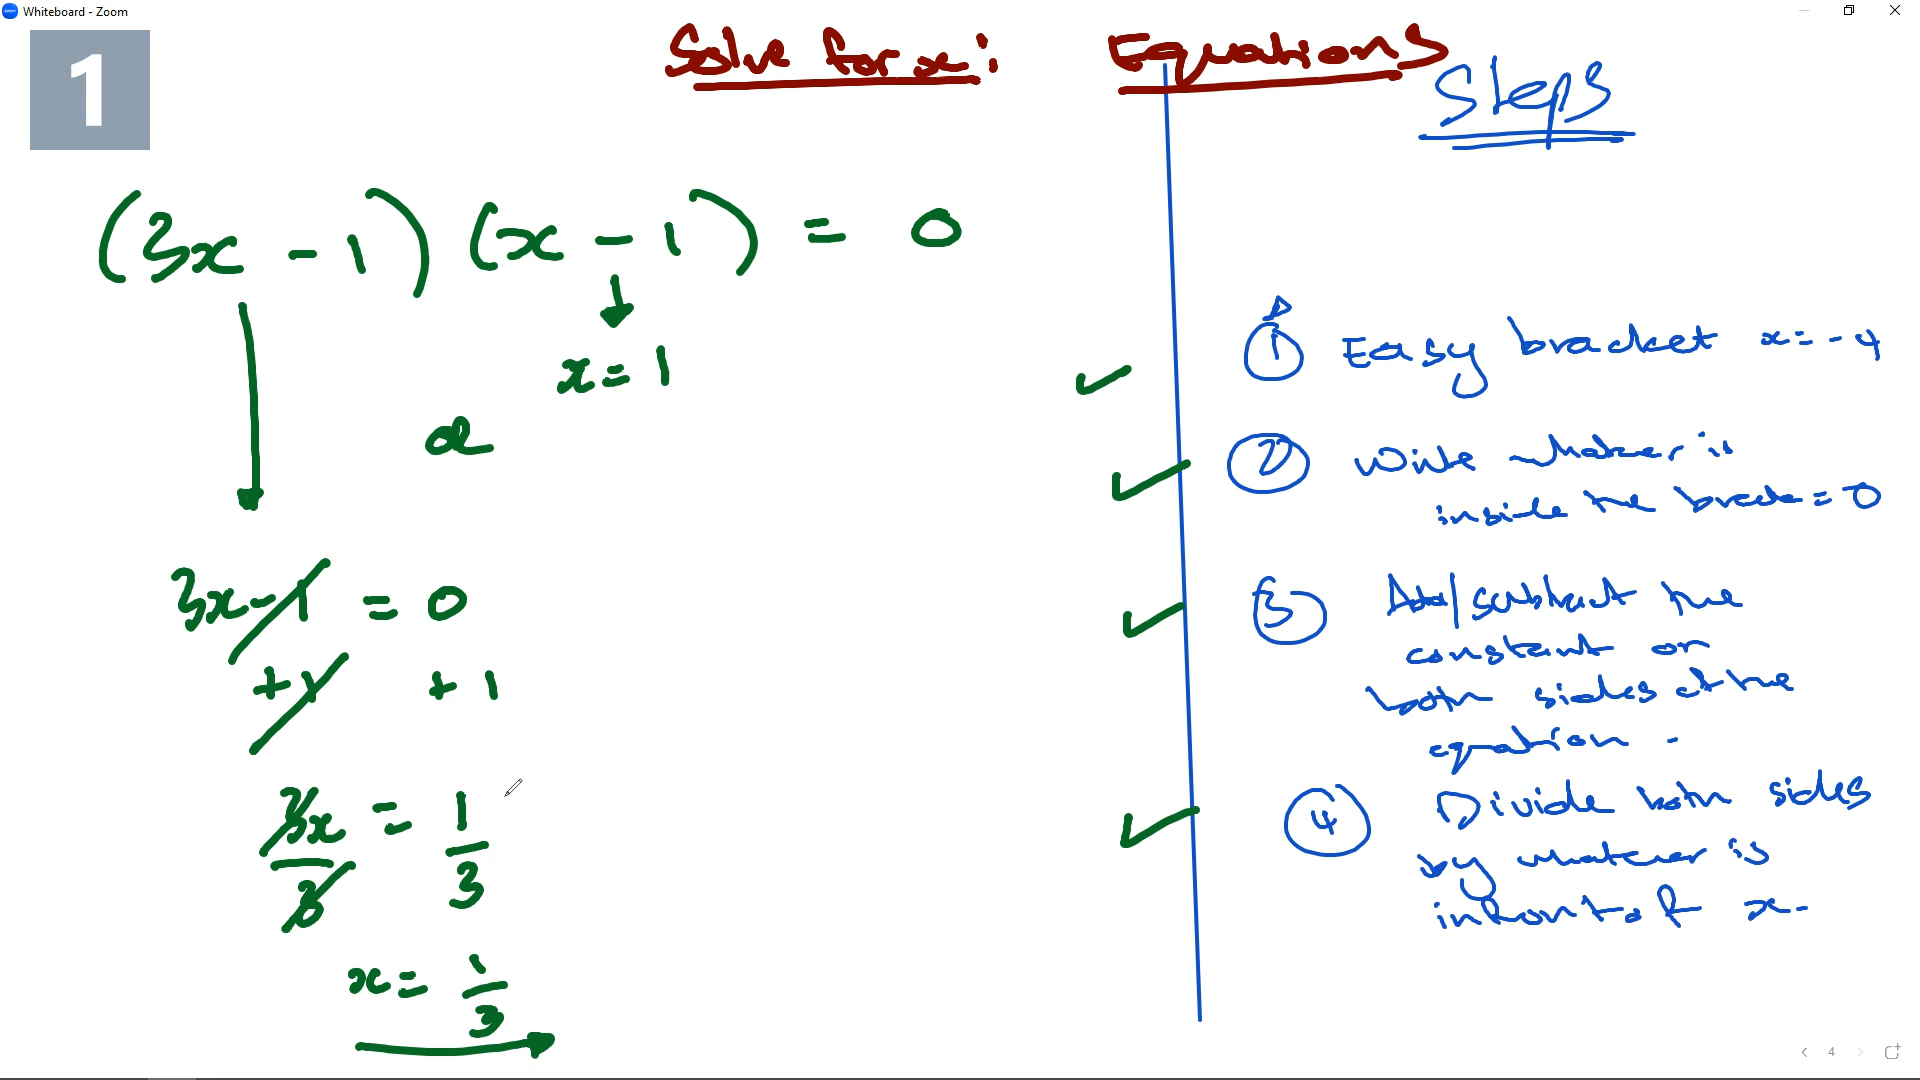 Whiteboard - Zoom
1
Solve for x: Equations
Steps
(3x - 1) (x - 1) = 0
x = 1
or
3x - 1 = 0
+1 +1
3x/3 = 1/3
x = 1/3
1 Easy bracket x = -4
2 Write whatever is
inside the bracket = 0
3 Add/subtract the
constant on
both sides of the
equation.
4 Divide both sides
by whatever is
in front of x.
4